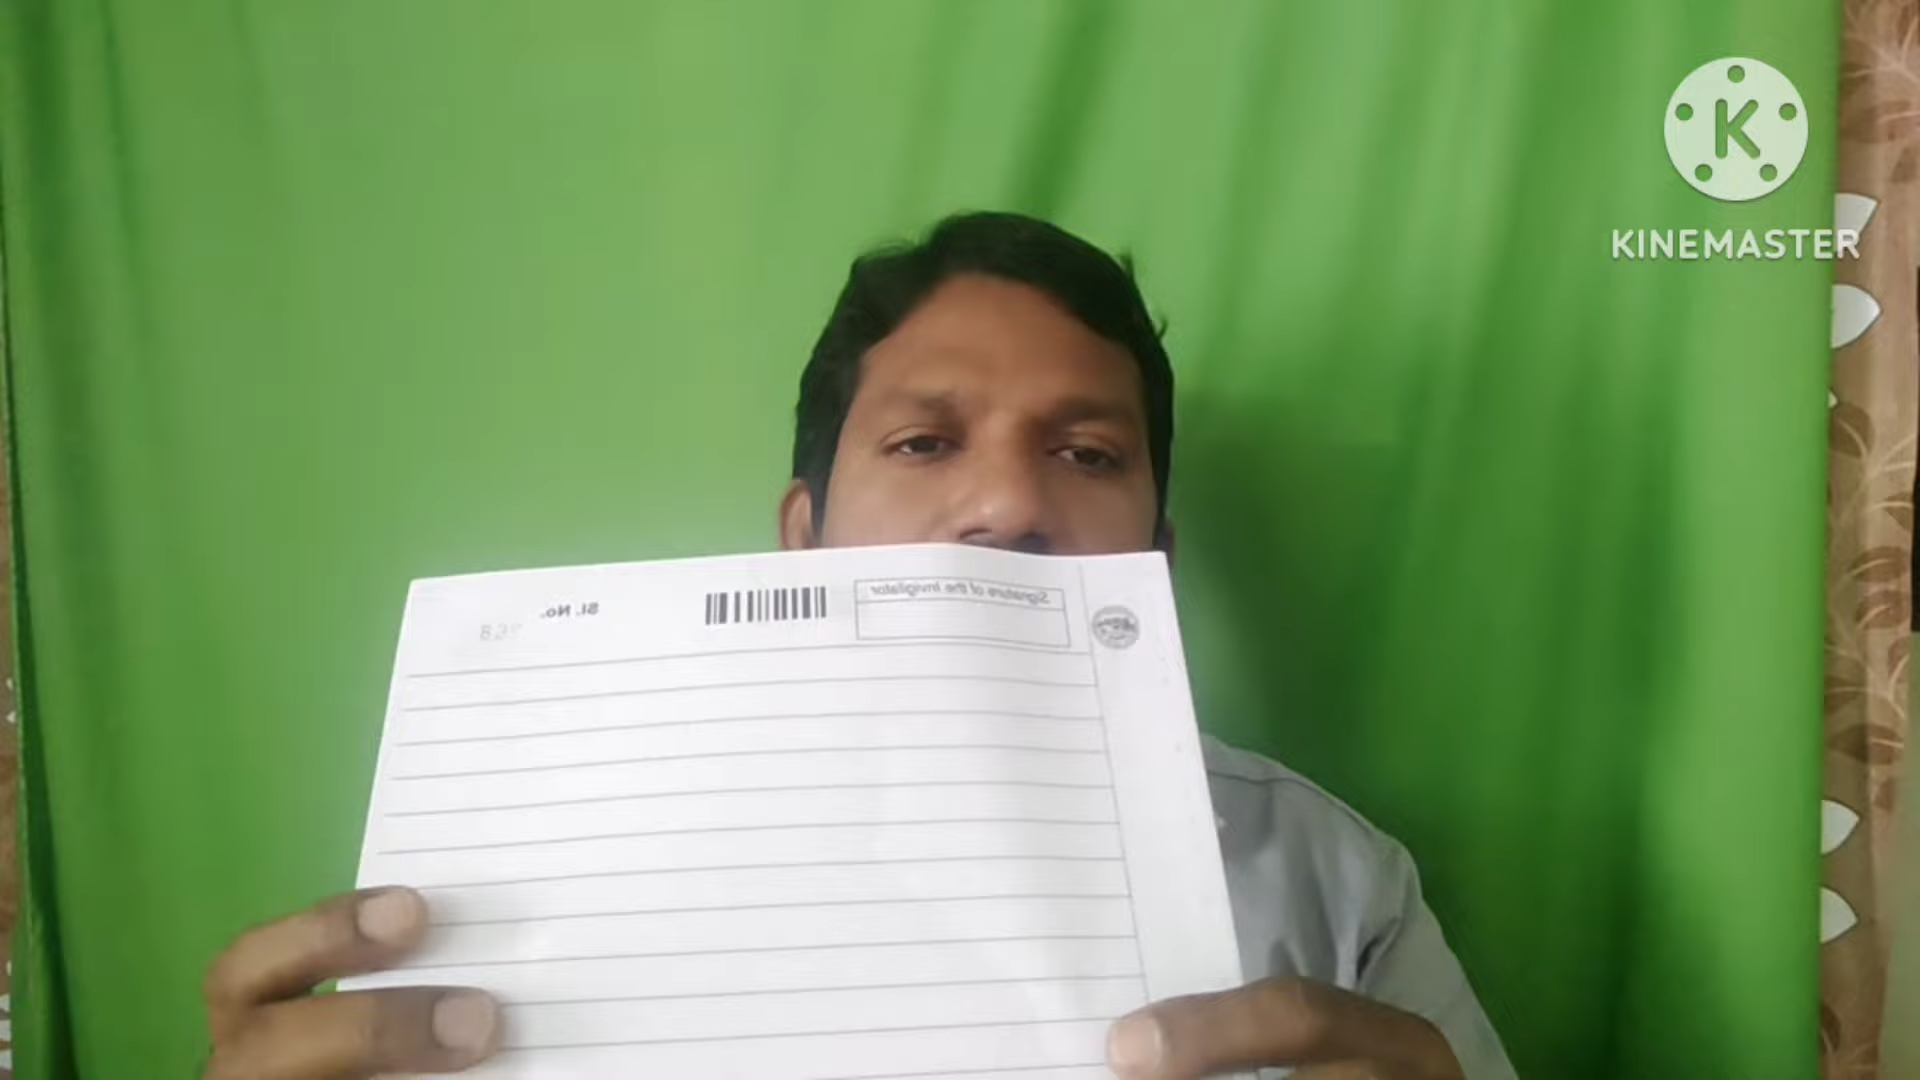 K
KINEMASTER
Signature of the Invigilator
Sl. No.